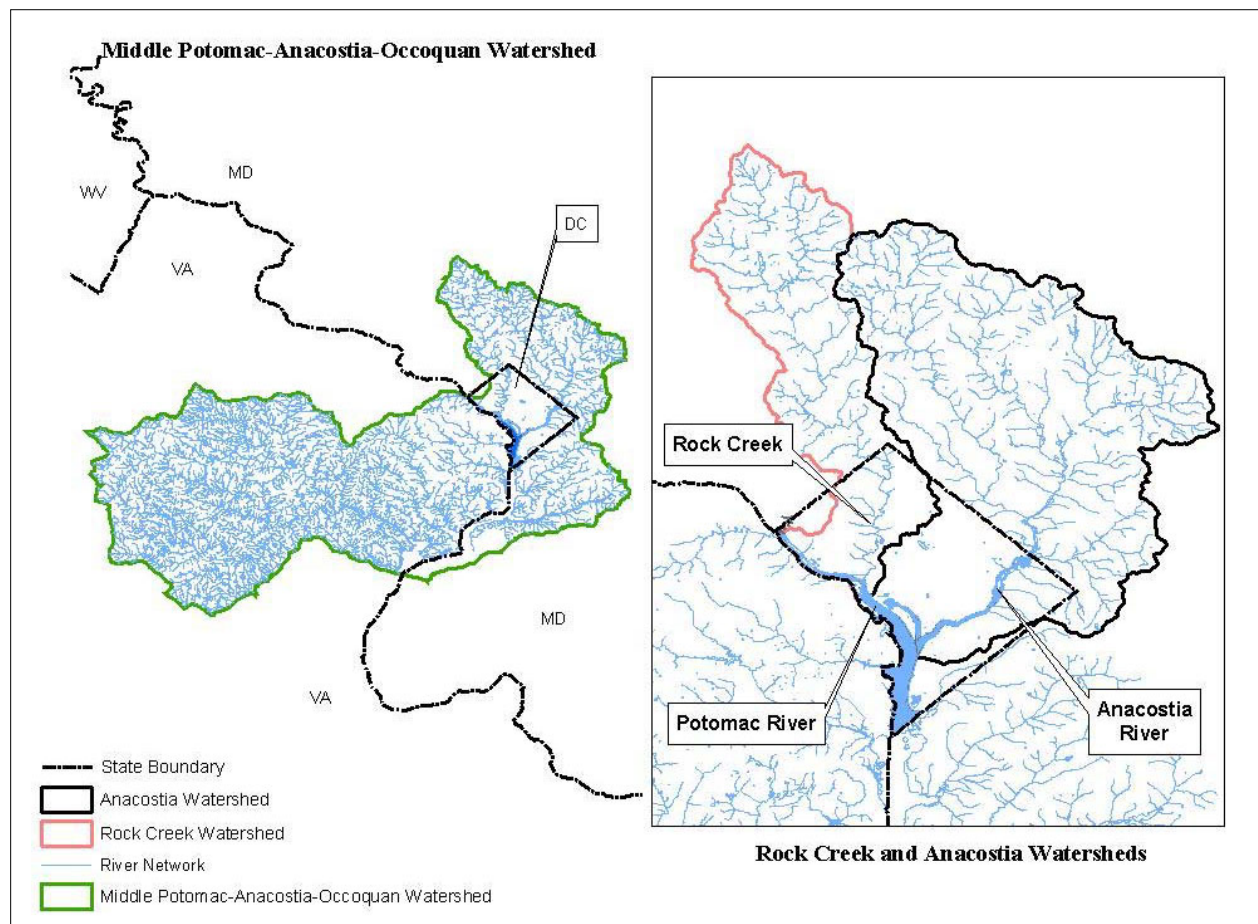 Middle Potomac-Anacostia-Occoquan Watershed
WV
MD
DC
VA
MD
VA
State Boundary
Anacostia Watershed
Rock Creek Watershed
River Network
Middle Potomac-Anacostia-Occoquan Watershed
Rock Creek
Potomac River
Anacostia
River
Rock Creek and Anacostia Watersheds